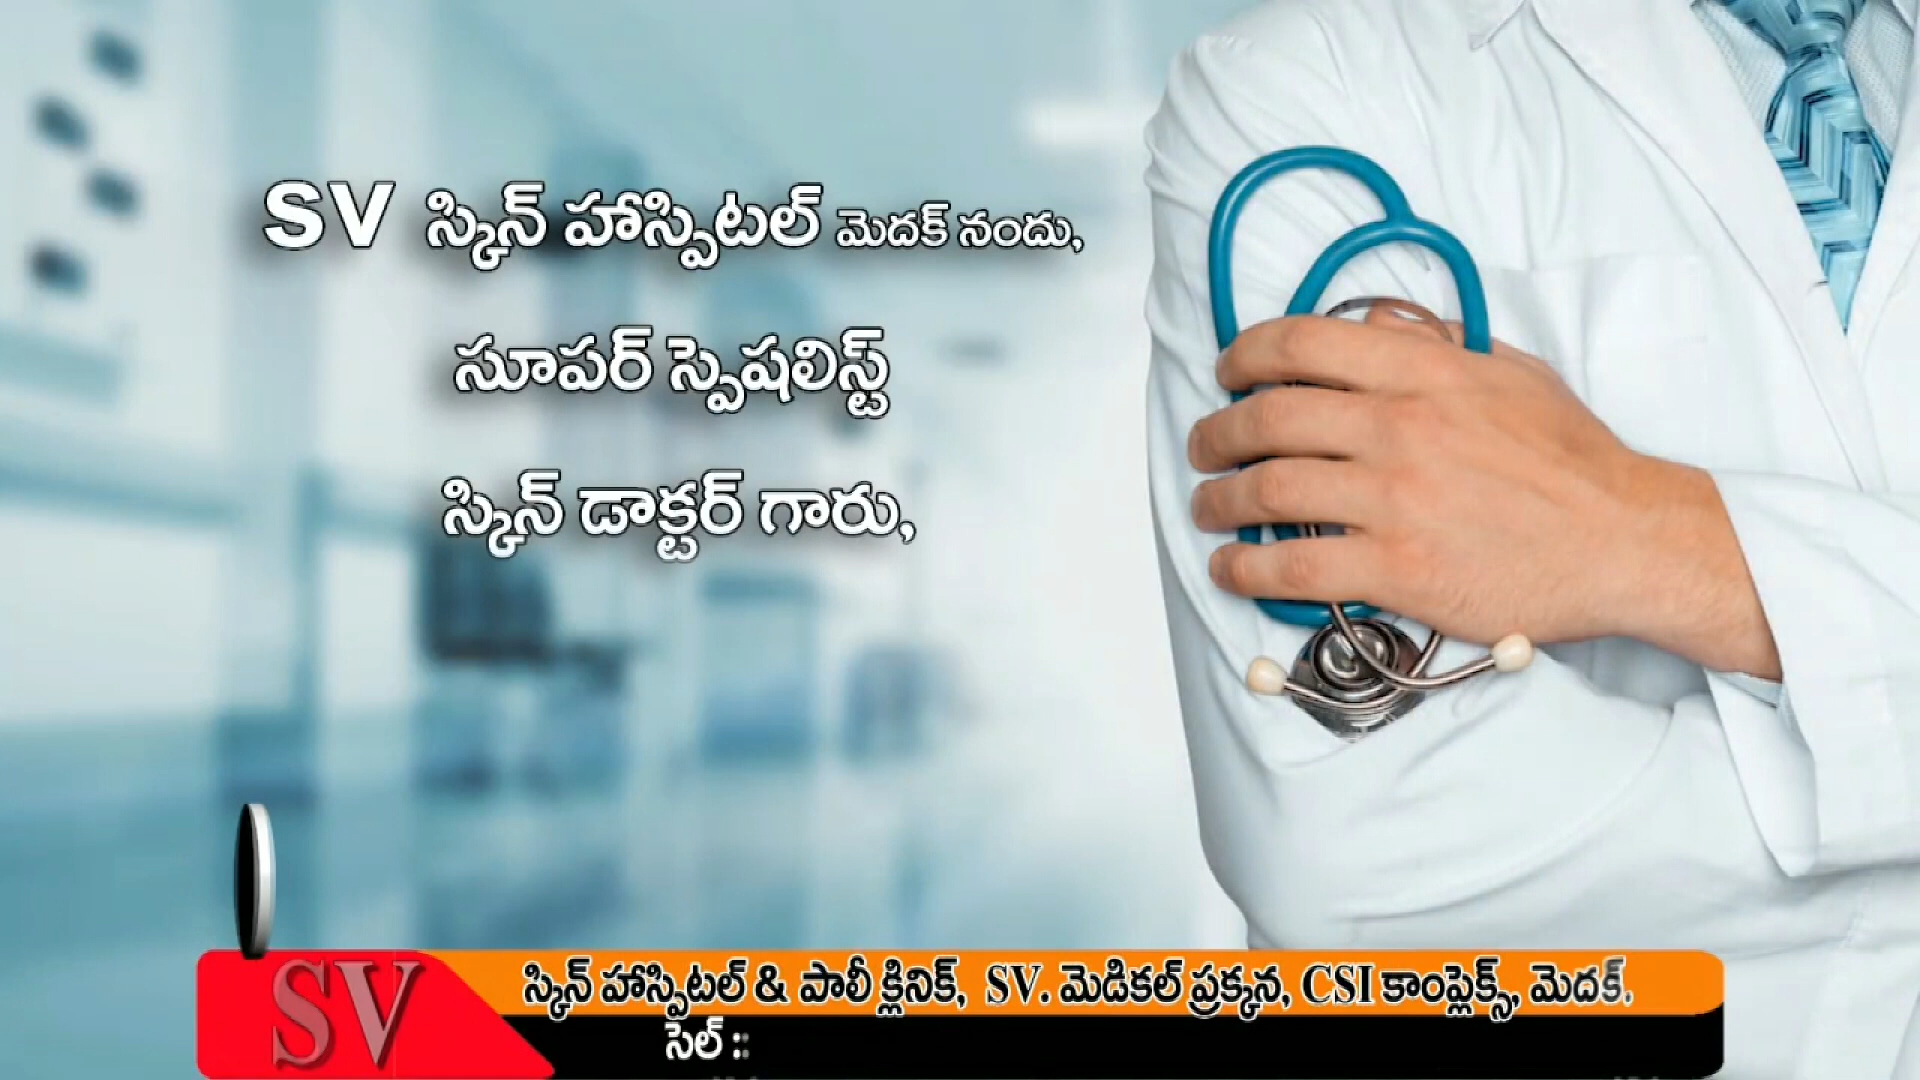 SV స్కిన్ హాస్పిటల్ మెదక్ నందు,
సూపర్ స్పెషలిస్ట్
స్కిన్ డాక్టర్ గారు,
SV
స్కిన్ హాస్పిటల్ & పాలీ క్లినిక్, SV. మెడికల్ ప్రక్కన, CSI కాంప్లెక్స్, మెదక్.
సెల్ ::